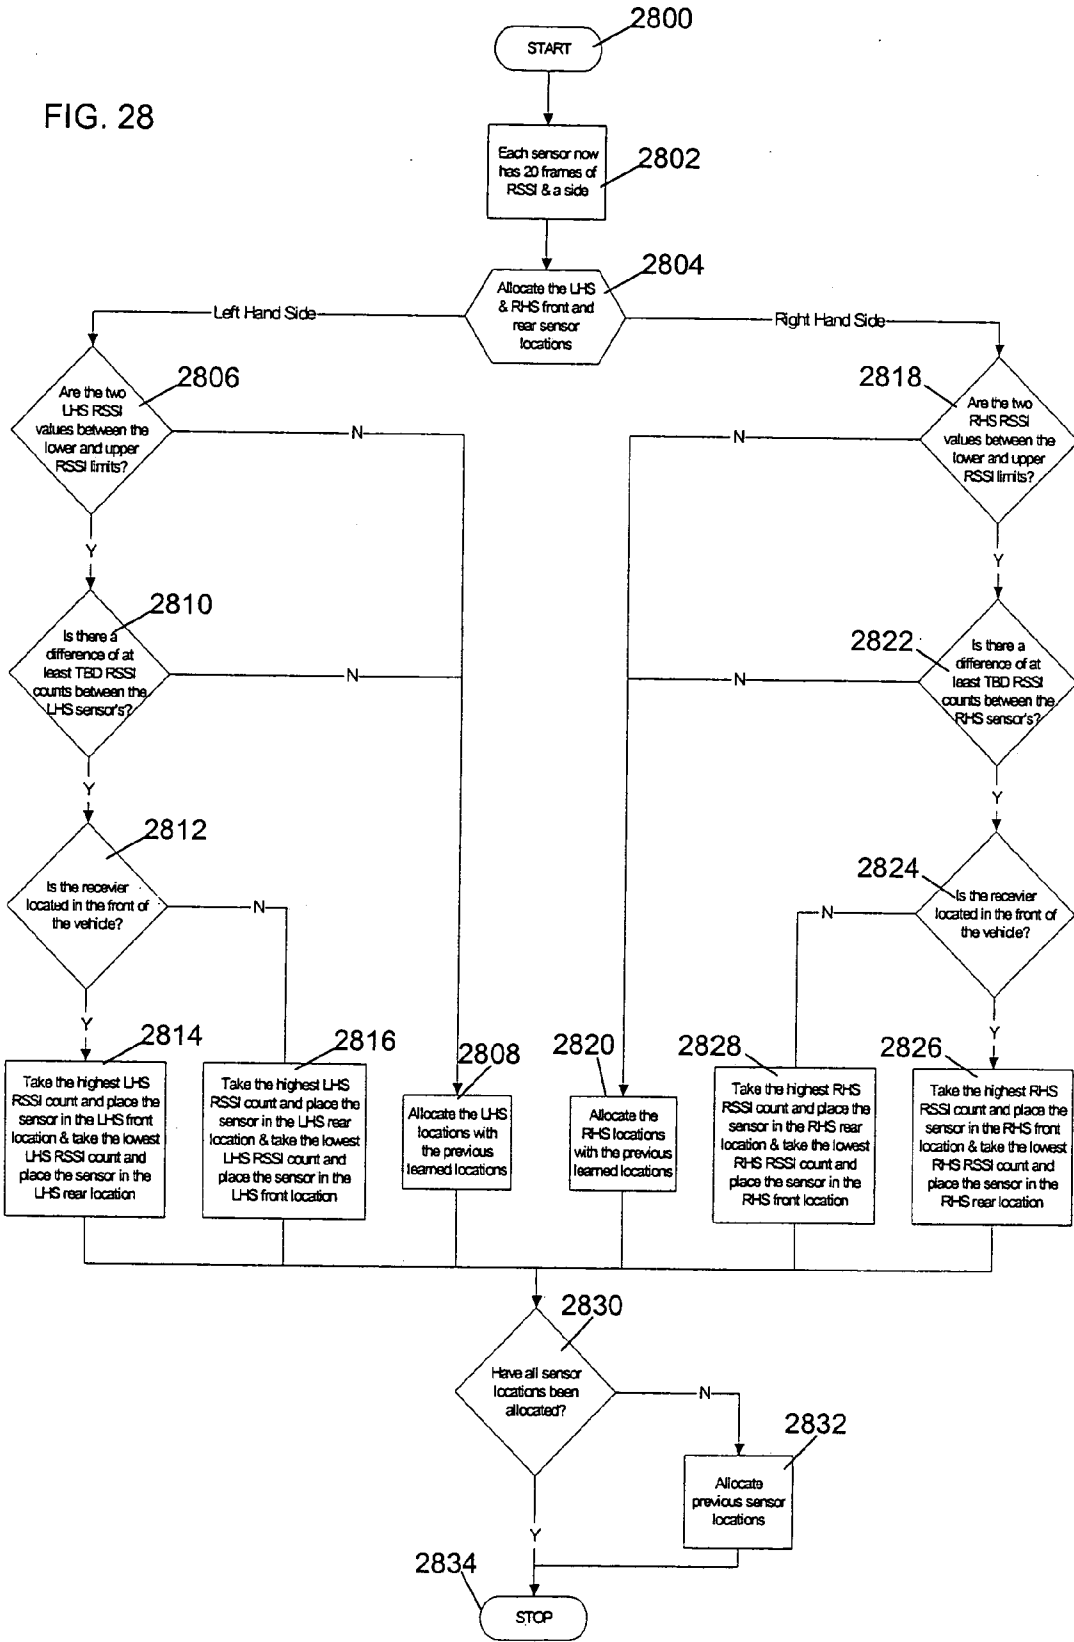 2800
START
FIG. 28
Each sensor now
has 20 frames of
RSSI & a side
2802
2804
Allocate the LHS
& RHS front and
rear sensor
locations
Left Hand Side
Right Hand Side
2806
Are the two
LHS RSSI
values between the
lower and upper
RSSI limits?
N
Y
2818
Are the two
RHS RSSI
values between the
lower and upper
RSSI limits?
N
Y
2810
Is there a
difference of at
least TBD RSSI
counts between the
LHS sensor's?
N
Y
2822
Is there a
difference of at
least TBD RSSI
counts between the
RHS sensor's?
N
Y
2812
Is the recevier
located in the front of
the vehicle?
N
Y
2824
Is the recevier
located in the front of
the vehicle?
N
Y
2814
Take the highest LHS
RSSI count and place the
sensor in the LHS front
location & take the lowest
LHS RSSI count and
place the sensor in the
LHS rear location
2816
Take the highest LHS
RSSI count and place the
sensor in the LHS rear
location & take the lowest
LHS RSSI count and
place the sensor in the
LHS front location
2808
Allocate the LHS
locations with
the previous
learned locations
2820
Allocate the
RHS locations
with the previous
learned locations
2828
Take the highest RHS
RSSI count and place the
sensor in the RHS rear
location & take the lowest
RHS RSSI count and
place the sensor in the
RHS front location
2826
Take the highest RHS
RSSI count and place the
sensor in the RHS front
location & take the lowest
RHS RSSI count and
place the sensor in the
RHS rear location
2830
Have all sensor
locations been
allocated?
N
Y
2832
Allocate
previous sensor
locations
2834
STOP